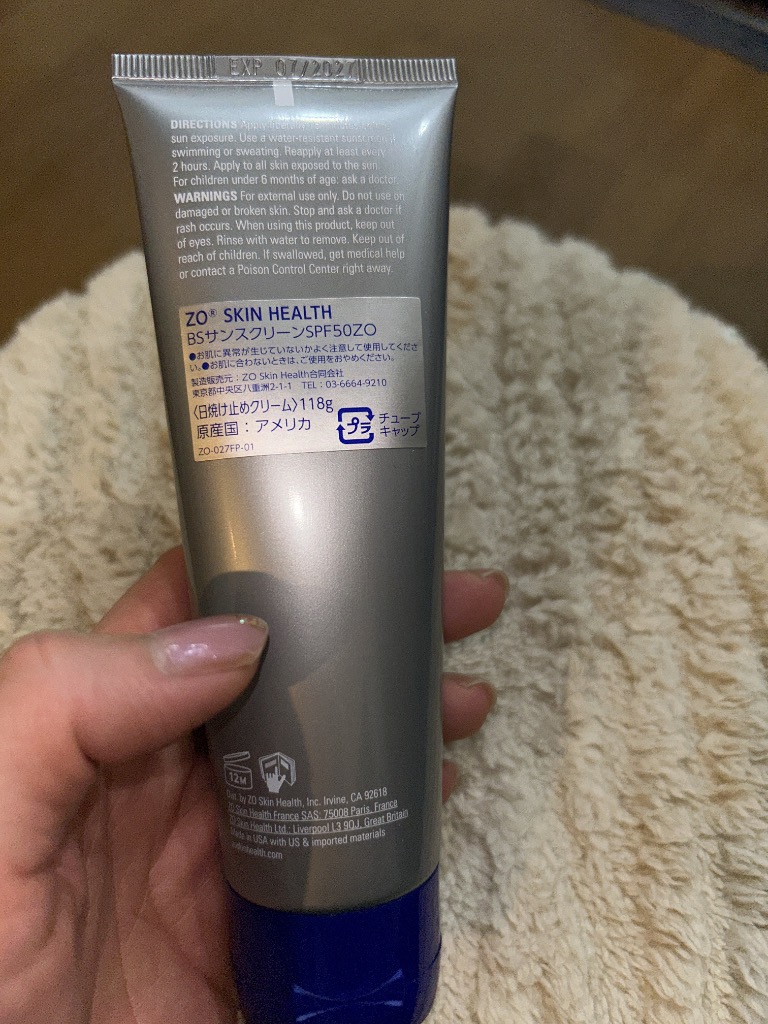 EXP 07/2027
DIRECTIONS Apply
sun exposure. Use a water-resistant
swimming or sweating. Reapply at least every
2 hours. Apply to all skin exposed to the sun.
For children under 6 months of age: ask a doctor.
WARNINGS For external use only. Do not use on
damaged or broken skin. Stop and ask a doctor if
rash occurs. When using this product, keep out
of eyes. Rinse with water to remove. Keep out of
reach of children. If swallowed, get medical help
or contact a Poison Control Center right away.
ZO® SKIN HEALTH
BSサンスクリーンSPF50ZO
●お肌に異常が生じていないかよく注意して使用してくださ
い。●お肌に合わないときは、ご使用をおやめください。
製造販売元：ZO Skin Health合同会社
東京都中央区八重洲2-1-1 TEL：03-6664-9210
〈日焼け止めクリーム〉118g
原産国：アメリカ
プラ
チューブ
キャップ
ZO-027FP-01
12M
Dist. by ZO Skin Health, Inc. Irvine, CA 92618
ZO Skin Health France SAS: 75008 Paris, France
ZO Skin Health Ltd.: Liverpool L3 9QJ, Great Britain
Made in USA with US & imported materials
zoskinhealth.com